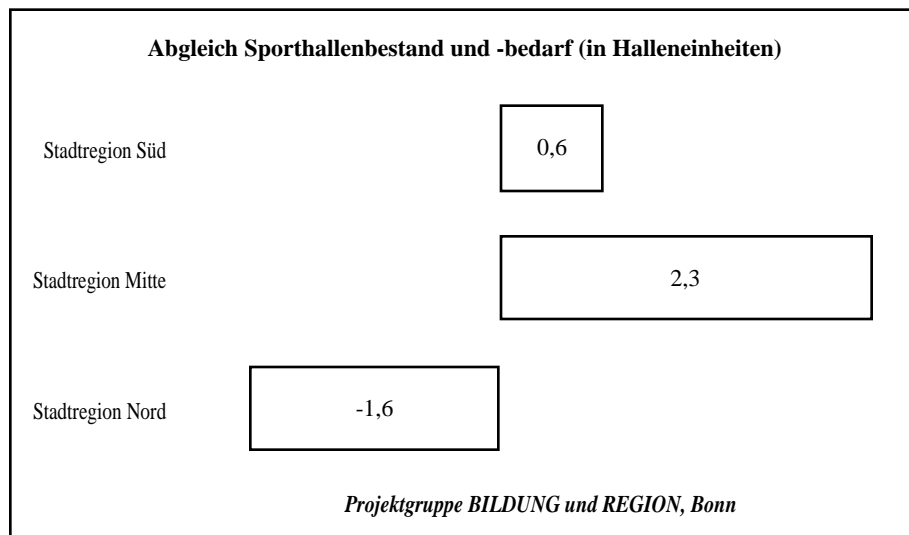 Abgleich Sporthallenbestand und -bedarf (in Halleneinheiten)
Stadtregion Süd
0,6
Stadtregion Mitte
2,3
Stadtregion Nord
-1,6
Projektgruppe BILDUNG und REGION, Bonn